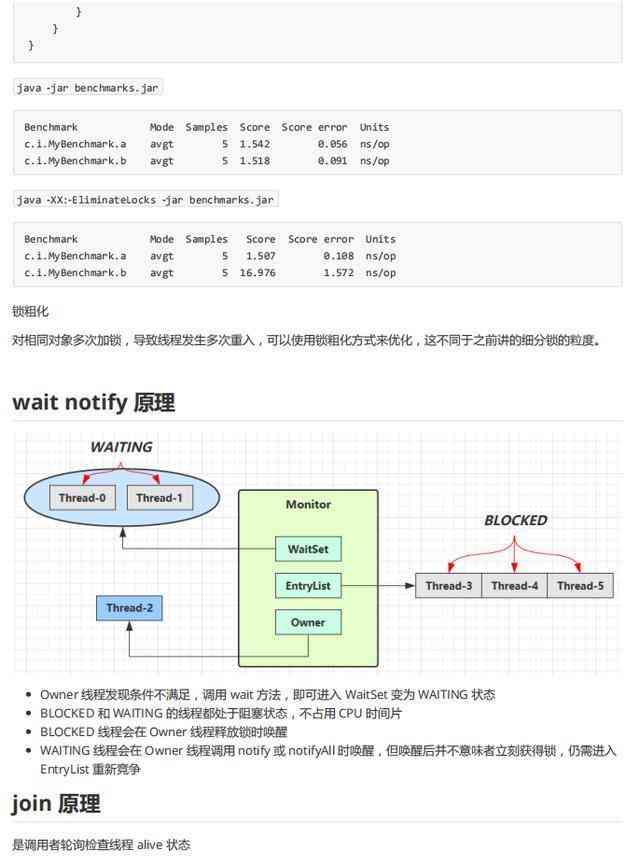 }
}
}
java -jar benchmarks.jar
Benchmark Mode Samples Score Score error Units
c.i.MyBenchmark.a avgt 5 1.542 0.056 ns/op
c.i.MyBenchmark.b avgt 5 1.518 0.091 ns/op
java -XX:-EliminateLocks -jar benchmarks.jar
Benchmark Mode Samples Score Score error Units
c.i.MyBenchmark.a avgt 5 1.507 0.108 ns/op
c.i.MyBenchmark.b avgt 5 16.976 1.572 ns/op
锁粗化
对相同对象多次加锁，导致线程发生多次重入，可以使用锁粗化方式来优化，这不同于之前讲的细分锁的粒度。
wait notify 原理
WAITING
Thread-0 Thread-1
Monitor
BLOCKED
WaitSet
EntryList
Thread-3 Thread-4 Thread-5
Thread-2
Owner
• Owner 线程发现条件不满足，调用 wait 方法，即可进入 WaitSet 变为 WAITING 状态
• BLOCKED 和 WAITING 的线程都处于阻塞状态，不占用 CPU 时间片
• BLOCKED 线程会在 Owner 线程释放锁时唤醒
• WAITING 线程会在 Owner 线程调用 notify 或 notifyAll 时唤醒，但唤醒后并不意味者立刻获得锁，仍需进入
EntryList 重新竞争
join 原理
是调用者轮询检查线程 alive 状态